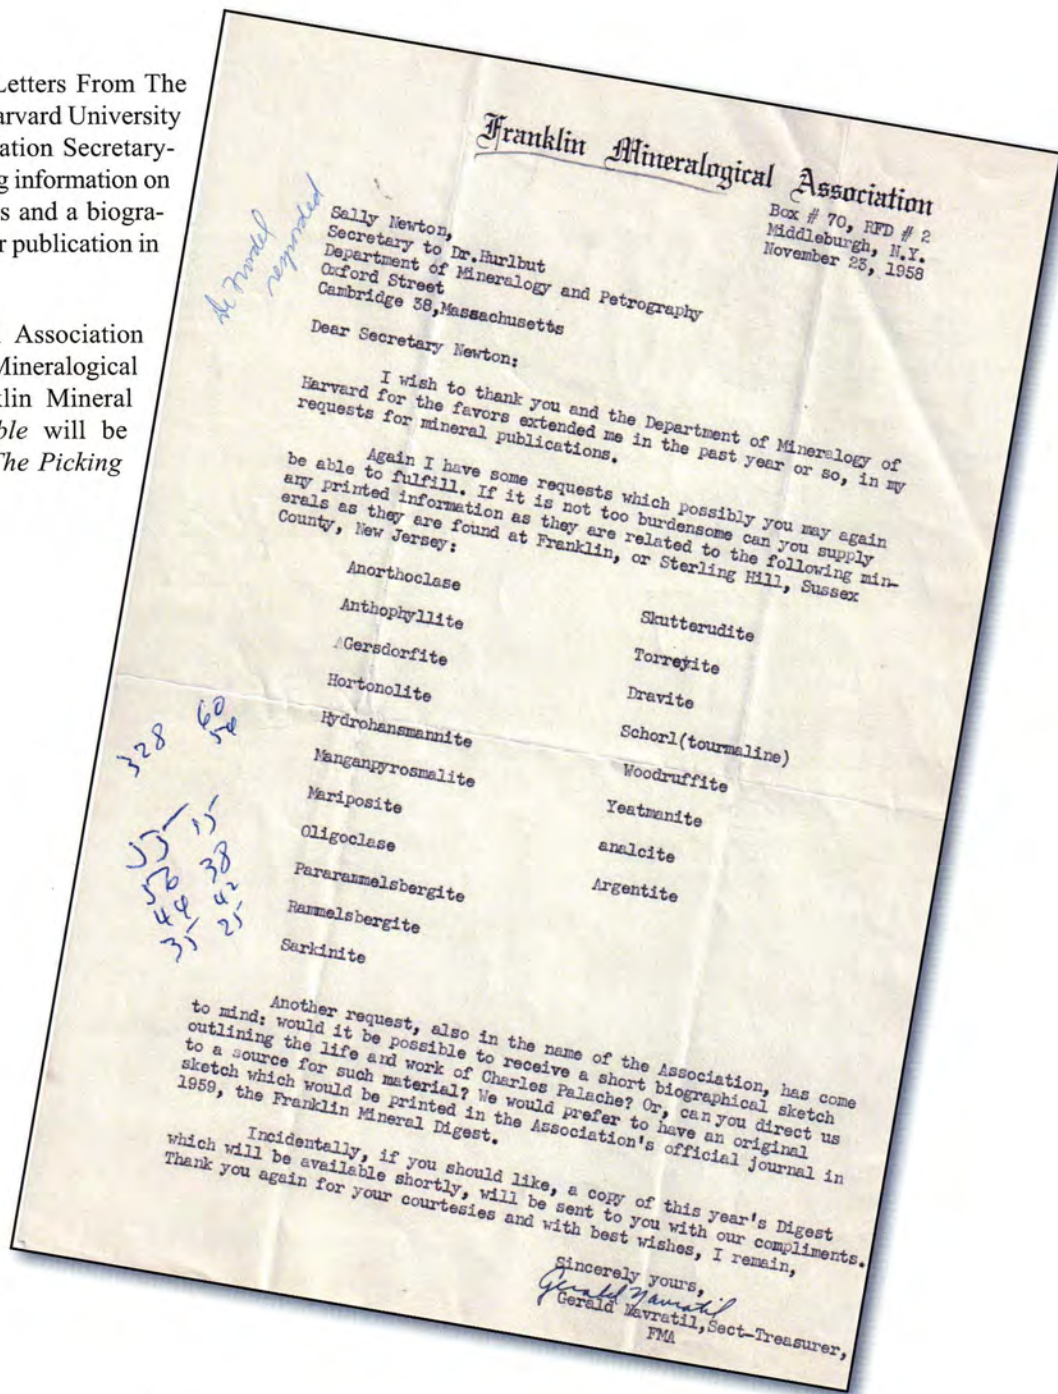 Letters From The
arvard University
ation Secretary-
g information on
s and a biogra-
r publication in
Association
Mineralogical
klin Mineral
ble will be
The Picking
Franklin Mineralogical Association
Box # 70, RFD # 2
Middleburgh, N.Y.
November 23, 1958
responded
Sally Newton,
Secretary to Dr.Hurlbut
Department of Mineralogy and Petrography
Oxford Street
Cambridge 38,Massachusetts
Dear Secretary Newton:
I wish to thank you and the Department of Mineralogy of
Harvard for the favors extended me in the past year or so, in my
requests for mineral publications.
Again I have some requests which possibly you may again
be able to fulfill. If it is not too burdensome can you supply
any printed information as they are related to the following min-
erals as they are found at Franklin, or Sterling Hill, Sussex
County, New Jersey:
Anorthoclase
Anthophyllite
Gersdorfite
Hortonolite
Hydrohansmannite
Manganpyrosmalite
Mariposite
Oligoclase
Pararammelsbergite
Rammelsbergite
Sarkinite
Skutterudite
Torreyite
Dravite
Schorl(tourmaline)
Woodruffite
Yeatmanite
analcite
Argentite
328 60
54
15
56 38
44 42
35 25
Another request, also in the name of the Association, has come
to mind: would it be possible to receive a short biographical sketch
outlining the life and work of Charles Palache? Or, can you direct us
to a source for such material? We would prefer to have an original
sketch which would be printed in the Association's official journal in
1959, the Franklin Mineral Digest.
Incidentally, if you should like, a copy of this year's Digest
which will be available shortly, will be sent to you with our compliments.
Thank you again for your courtesies and with best wishes, I remain,
Sincerely yours,
Gerald Navratil
Gerald Navratil,Sect-Treasurer,
FMA